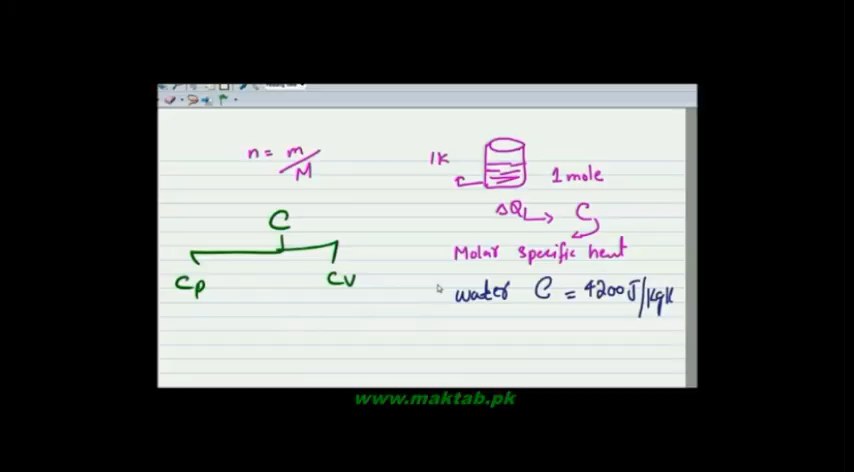 n = m/M
C
Cp
Cv
1K
1 mole
ΔQ → C
Molar specific heat
water C = 4200 J/kgK
www.maktab.pk